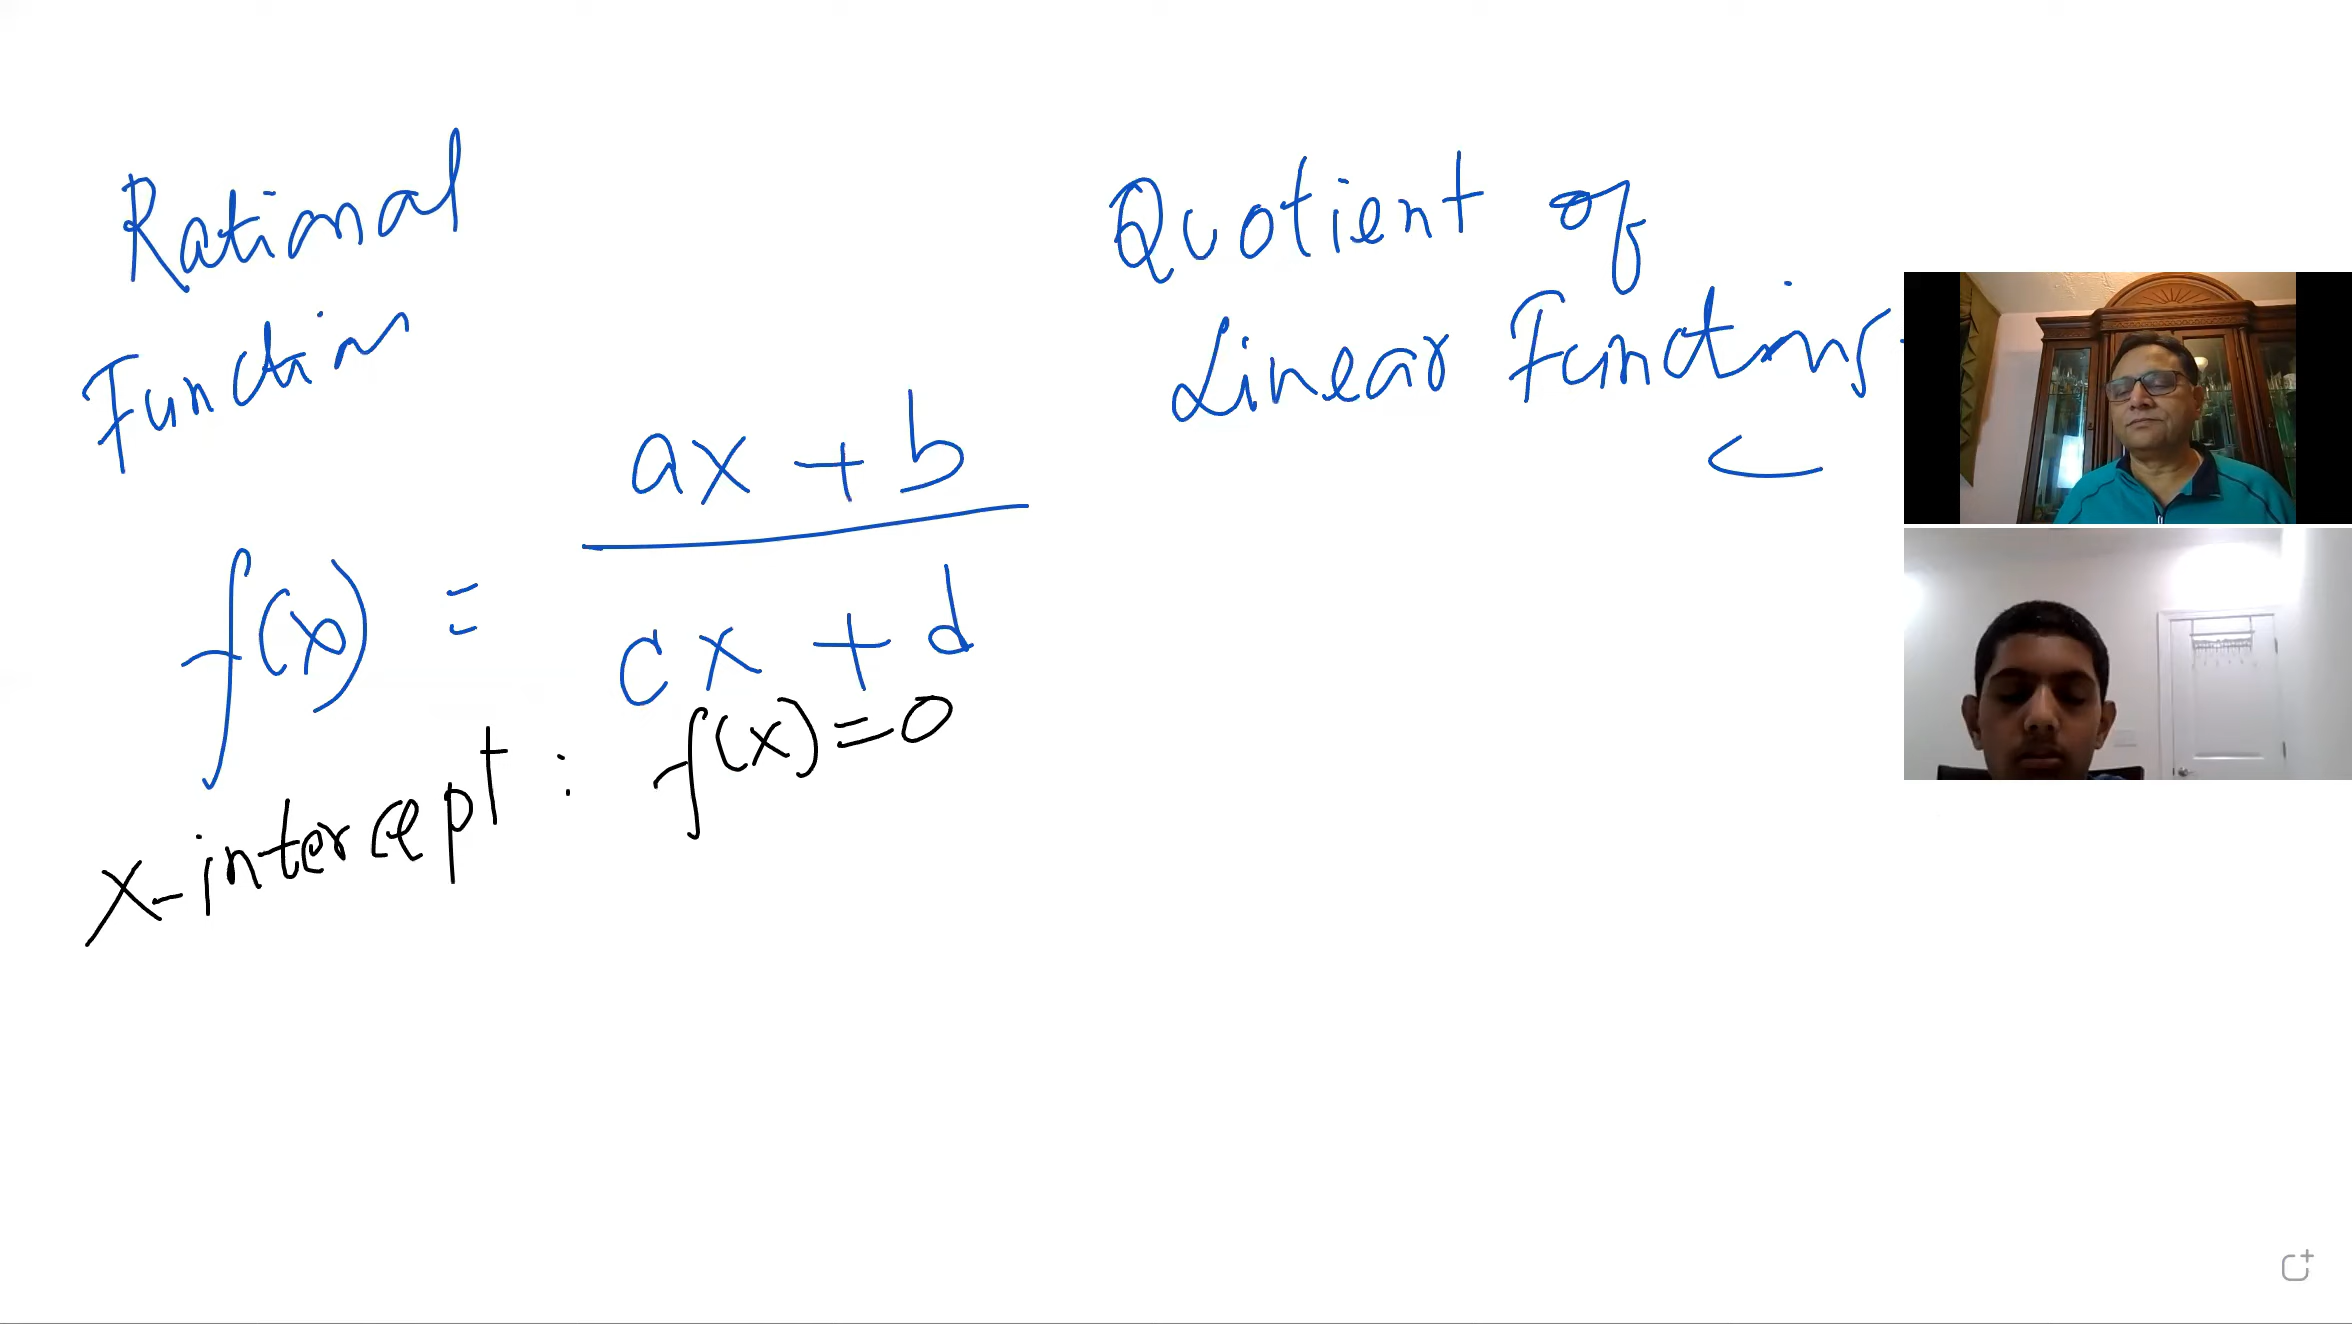 Rational
Function
Quotient of
Linear Functions
f(x) = ax + b
cx + d
x-intercept : f(x)=0